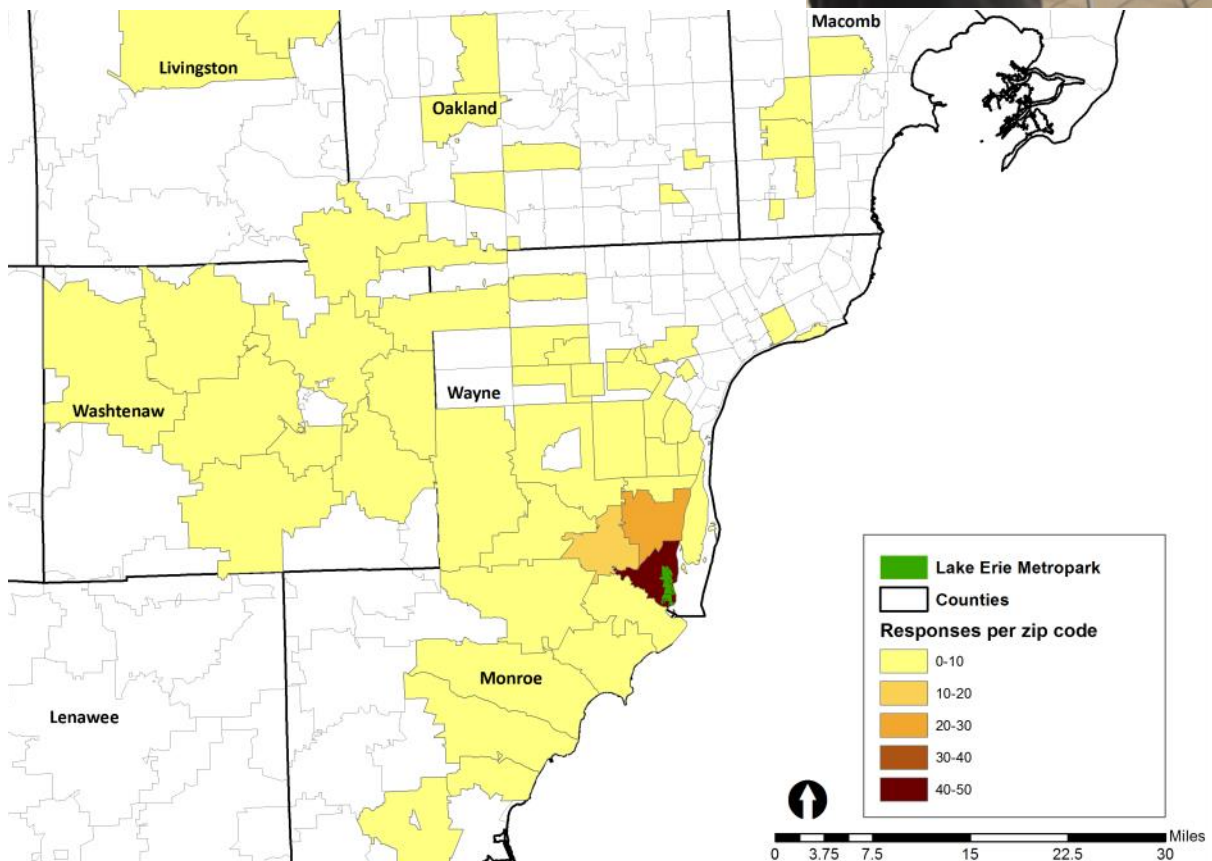 Macomb
Livingston
Oakland
Washtenaw
Wayne
Monroe
Lenawee
Lake Erie Metropark
Counties
Responses per zip code
0-10
10-20
20-30
30-40
40-50
Miles
0 3.75 7.5 15 22.5 30